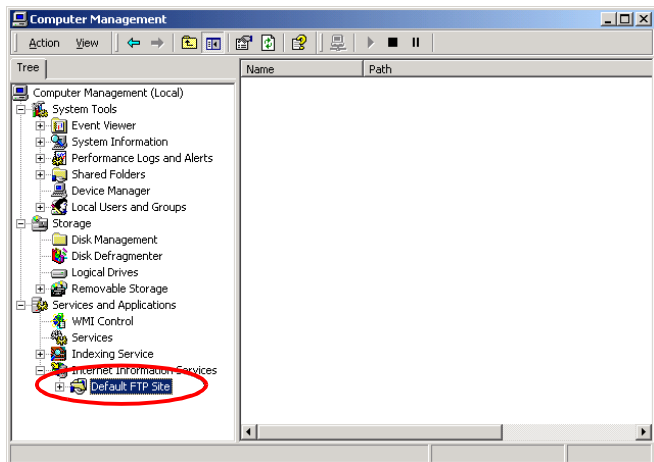 Computer Management
Action View
Tree
Name Path
Computer Management (Local)
System Tools
Event Viewer
System Information
Performance Logs and Alerts
Shared Folders
Device Manager
Local Users and Groups
Storage
Disk Management
Disk Defragmenter
Logical Drives
Removable Storage
Services and Applications
WMI Control
Services
Indexing Service
Internet Information Services
Default FTP Site